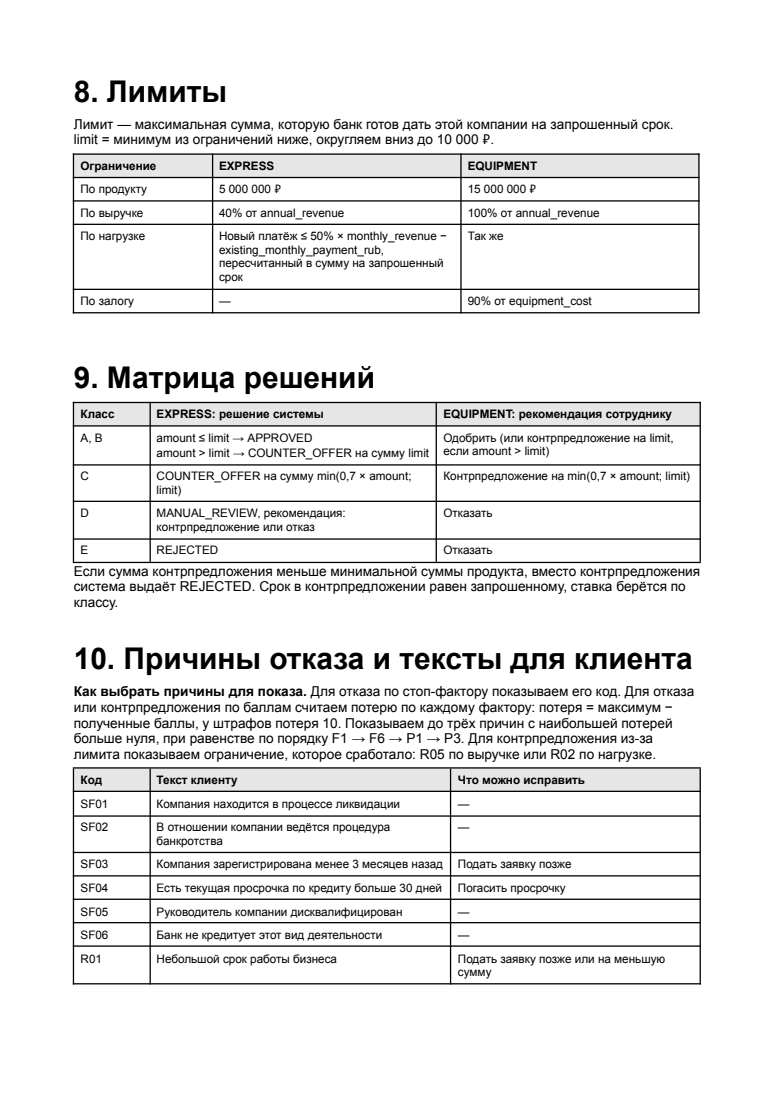 8. Лимиты
Лимит — максимальная сумма, которую банк готов дать этой компании на запрошенный срок.
limit = минимум из ограничений ниже, округляем вниз до 10 000 ₽.
Ограничение EXPRESS EQUIPMENT
По продукту 5 000 000 ₽ 15 000 000 ₽
По выручке 40% от annual_revenue 100% от annual_revenue
По нагрузке Новый платёж ≤ 50% × monthly_revenue − Так же
existing_monthly_payment_rub,
пересчитанный в сумму на запрошенный
срок
По залогу — 90% от equipment_cost
9. Матрица решений
Класс EXPRESS: решение системы EQUIPMENT: рекомендация сотруднику
A, B amount ≤ limit → APPROVED Одобрить (или контрпредложение на limit,
amount > limit → COUNTER_OFFER на сумму limit если amount > limit)
C COUNTER_OFFER на сумму min(0,7 × amount; Контрпредложение на min(0,7 × amount; limit)
limit)
D MANUAL_REVIEW, рекомендация: Отказать
контрпредложение или отказ
E REJECTED Отказать
Если сумма контрпредложения меньше минимальной суммы продукта, вместо контрпредложения
система выдаёт REJECTED. Срок в контрпредложении равен запрошенному, ставка берётся по
классу.
10. Причины отказа и тексты для клиента
Как выбрать причины для показа. Для отказа по стоп-фактору показываем его код. Для отказа
или контрпредложения по баллам считаем потерю по каждому фактору: потеря = максимум −
полученные баллы, у штрафов потеря 10. Показываем до трёх причин с наибольшей потерей
больше нуля, при равенстве по порядку F1 → F6 → P1 → P3. Для контрпредложения из-за
лимита показываем ограничение, которое сработало: R05 по выручке или R02 по нагрузке.
Код Текст клиенту Что можно исправить
SF01 Компания находится в процессе ликвидации —
SF02 В отношении компании ведётся процедура —
банкротства
SF03 Компания зарегистрирована менее 3 месяцев назад Подать заявку позже
SF04 Есть текущая просрочка по кредиту больше 30 дней Погасить просрочку
SF05 Руководитель компании дисквалифицирован —
SF06 Банк не кредитует этот вид деятельности —
R01 Небольшой срок работы бизнеса Подать заявку позже или на меньшую
сумму